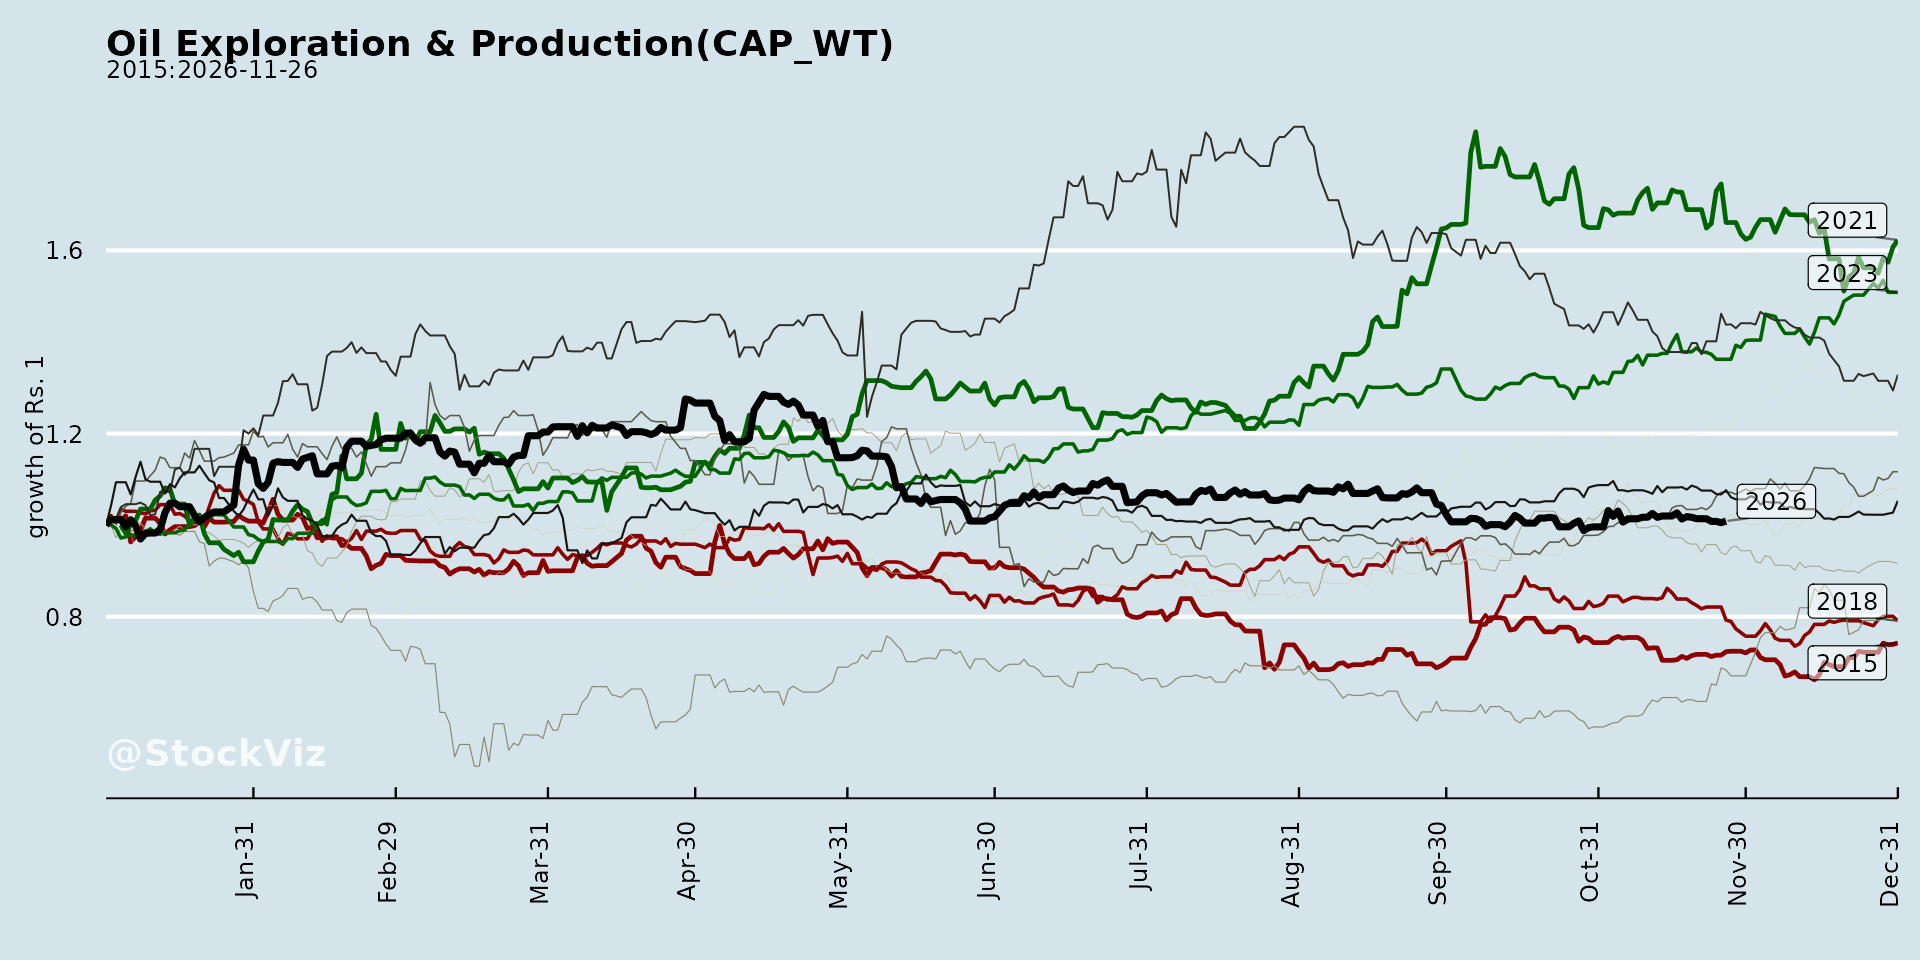 Oil Exploration & Production(CAP_WT)
2015:2026-11-26
growth of Rs. 1
1.6
1.2
0.8
2021
2023
2026
2018
2015
@StockViz
Jan-31
Feb-29
Mar-31
Apr-30
May-31
Jun-30
Jul-31
Aug-31
Sep-30
Oct-31
Nov-30
Dec-31